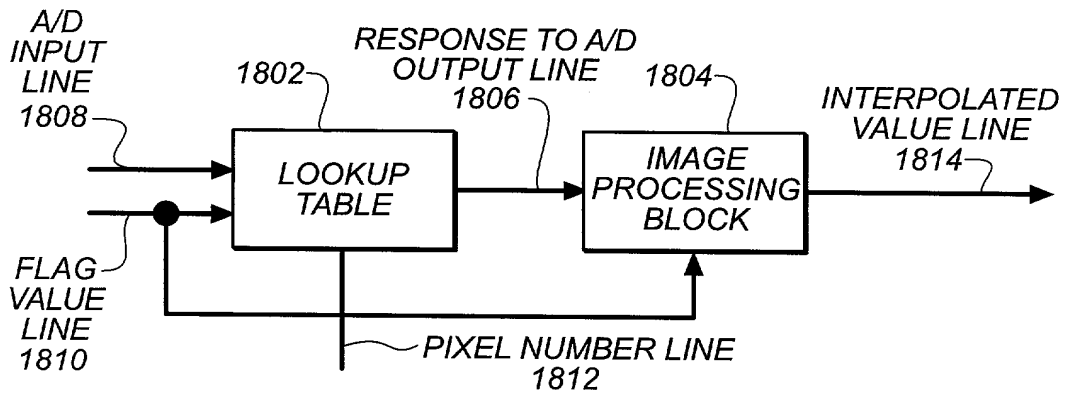 A/D
INPUT
LINE
1808
1802
RESPONSE TO A/D
OUTPUT LINE
1806
1804
INTERPOLATED
VALUE LINE
1814
LOOKUP
TABLE
IMAGE
PROCESSING
BLOCK
FLAG
VALUE
LINE
1810
PIXEL NUMBER LINE
1812